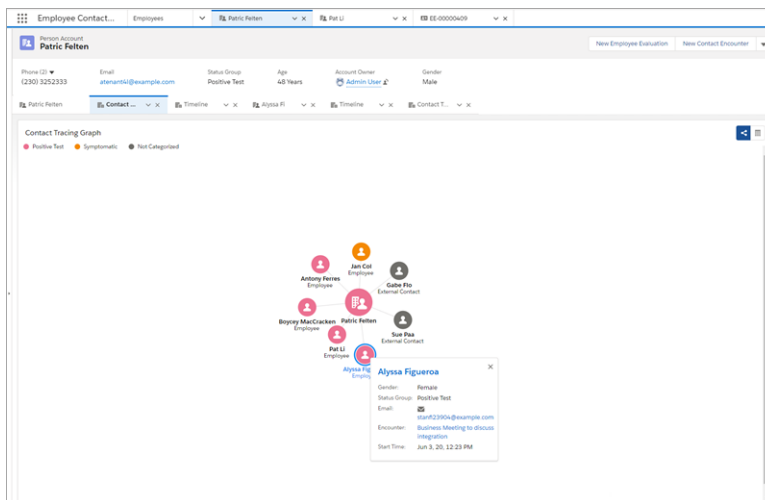 Employee Contact... Employees Patric Felten Pat Li EE-00000409
Person Account
Patric Felten
New Employee Evaluation New Contact Encounter
Phone (2) Email Status Group Age Account Owner Gender
(230) 3252333 atenant4l@example.com Positive Test 48 Years Admin User Male
Patric Felten Contact ... Timeline Alyssa Fi Timeline Contact T...
Contact Tracing Graph
Positive Test Symptomatic Not Categorized
Jan Col
Employee
Antony Ferres
Employee
Gabe Flo
External Contact
Boycey MacCracken
Employee
Patric Felten
Sue Paa
External Contact
Pat Li
Employee
Alyssa Fig
Employ
Alyssa Figueroa
Gender: Female
Status Group: Positive Test
Email:
stanfi23904@example.com
Encounter: Business Meeting to discuss
integration
Start Time: Jun 3, 20, 12:23 PM